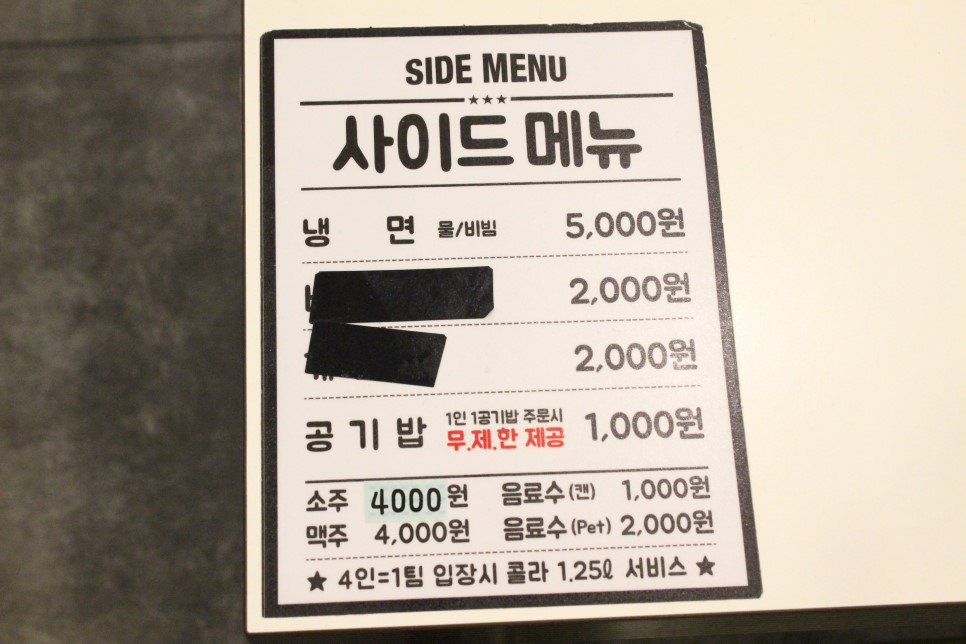 SIDE MENU
★★★
사이드 메뉴
냉 면 물/비빔 5,000원
2,000원
2,000원
공 기 밥 1인 1공기밥 주문시 무.제.한 제공 1,000원
소주 4000원 음료수(캔) 1,000원
맥주 4,000원 음료수(Pet) 2,000원
★ 4인=1팀 입장시 콜라 1.25ℓ 서비스 ★